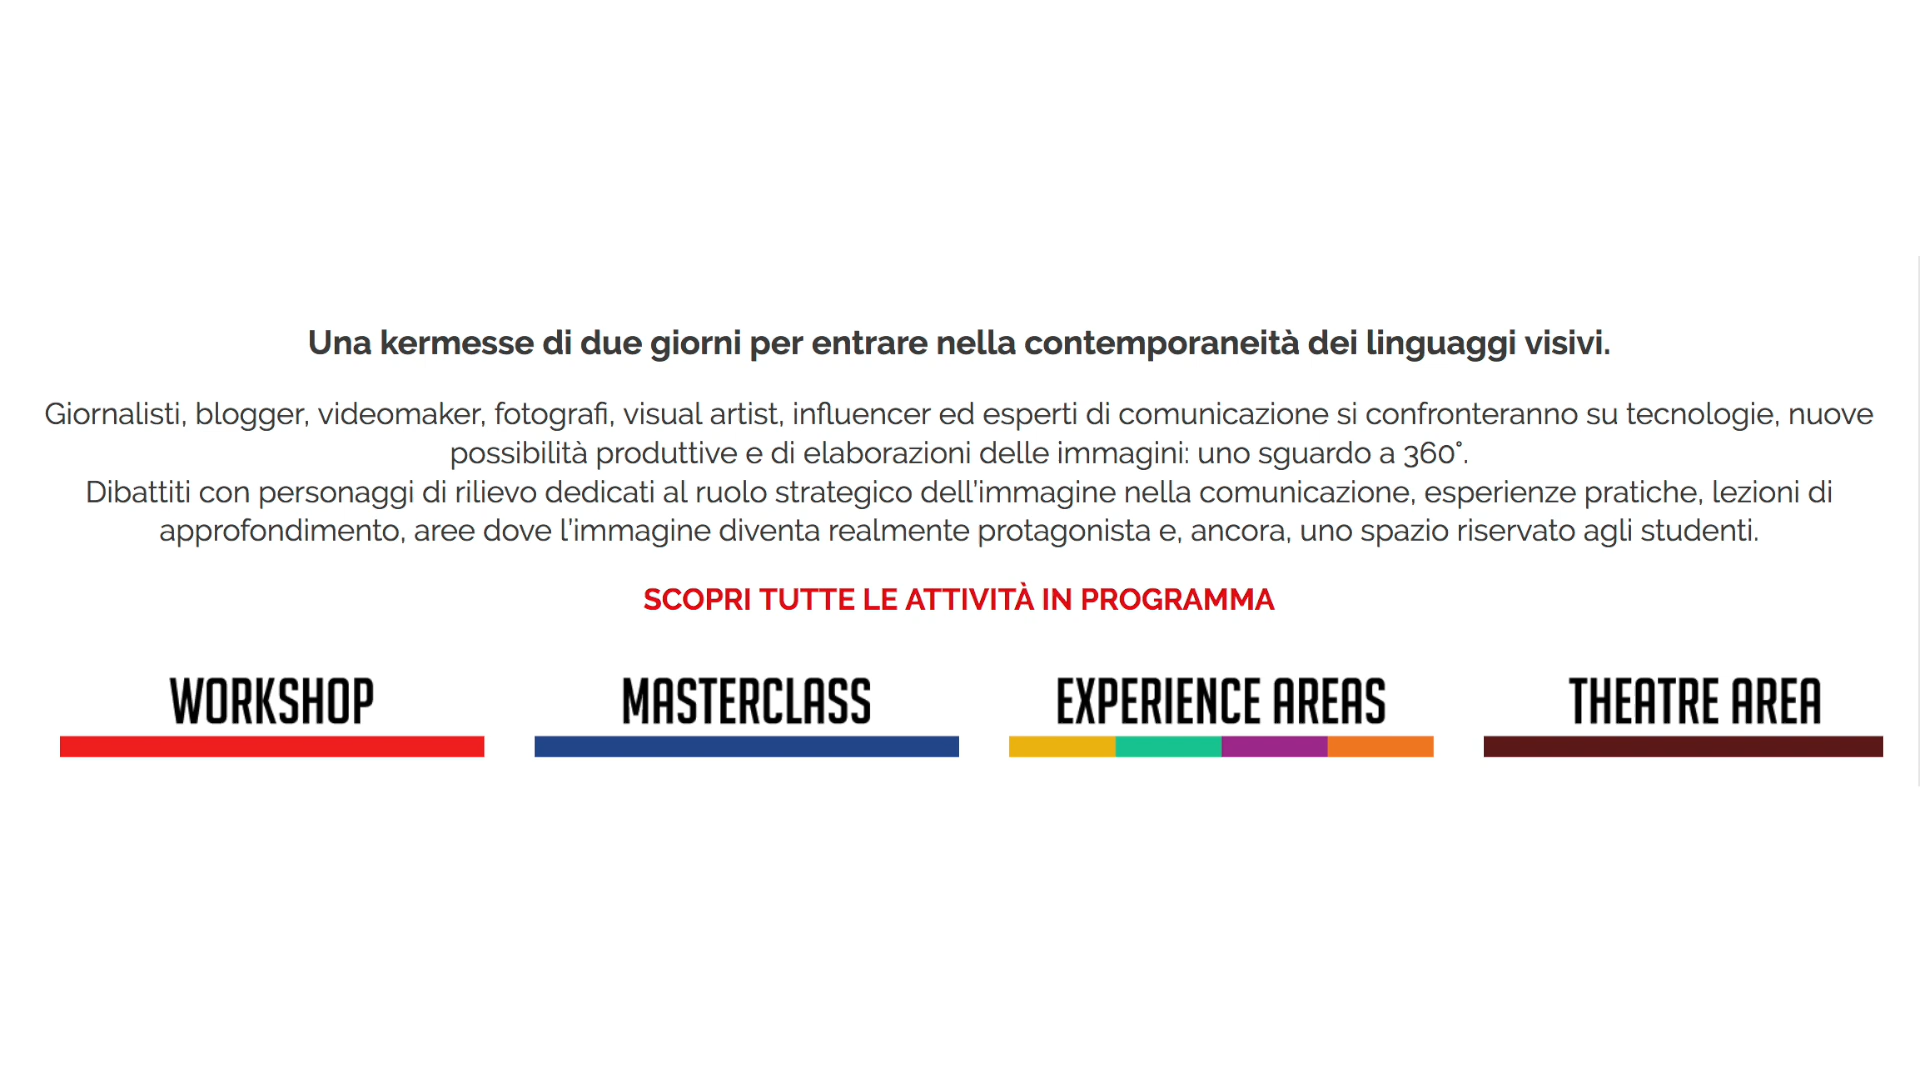 Una kermesse di due giorni per entrare nella contemporaneità dei linguaggi visivi.
Giornalisti, blogger, videomaker, fotografi, visual artist, influencer ed esperti di comunicazione si confronteranno su tecnologie, nuove
possibilità produttive e di elaborazioni delle immagini: uno sguardo a 360°.
Dibattiti con personaggi di rilievo dedicati al ruolo strategico dell'immagine nella comunicazione, esperienze pratiche, lezioni di
approfondimento, aree dove l'immagine diventa realmente protagonista e, ancora, uno spazio riservato agli studenti.
SCOPRI TUTTE LE ATTIVITÀ IN PROGRAMMA
WORKSHOP
MASTERCLASS
EXPERIENCE AREAS
THEATRE AREA